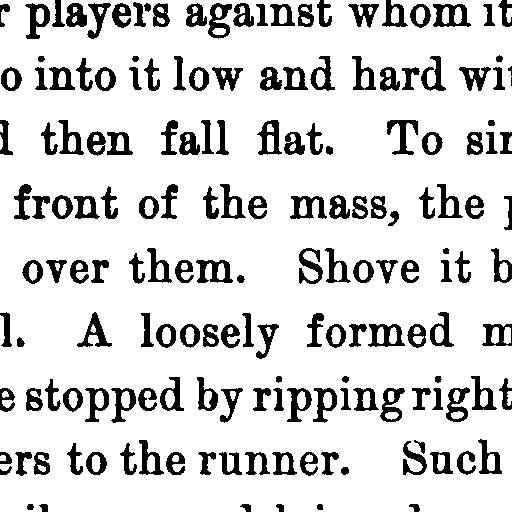 r players against whom it
o into it low and hard wit
d then fall flat. To sin
front of the mass, the
over them. Shove it b
l. A loosely formed m
e stopped by ripping right
ers to the runner. Such